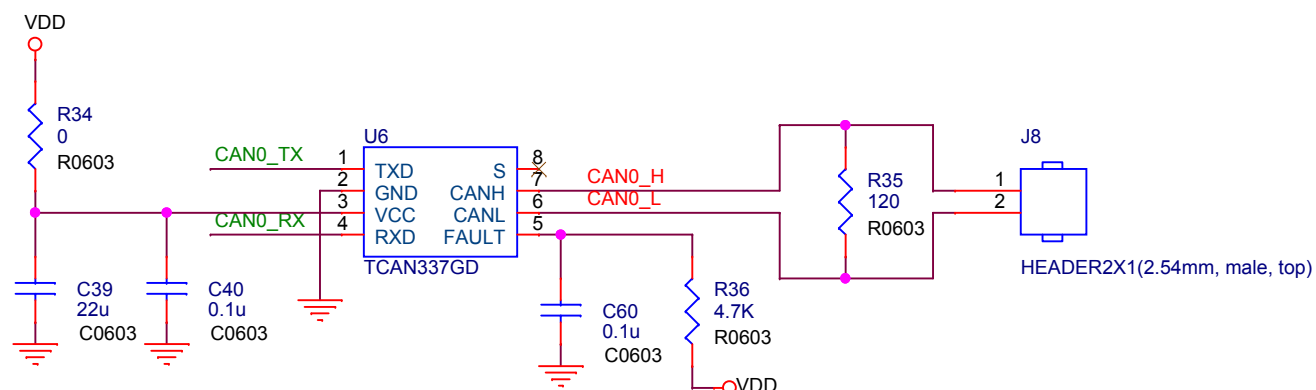 VDD
R34
0
R0603
C39
22u
C0603
C40
0.1u
C0603
CAN0_TX
CAN0_RX
U6
1
2
3
4
TXD
GND
VCC
RXD
S
CANH
CANL
FAULT
8
7
6
5
TCAN337GD
CAN0_H
CAN0_L
C60
0.1u
C0603
R36
4.7K
R0603
VDD
R35
120
R0603
J8
1
2
HEADER2X1(2.54mm, male, top)